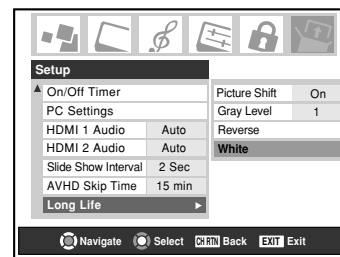 Setup
On/Off Timer
PC Settings
HDMI 1 Audio Auto
HDMI 2 Audio Auto
Slide Show Interval 2 Sec
AVHD Skip Time 15 min
Long Life
Picture Shift On
Gray Level 1
Reverse
White
Navigate Select CH RTN Back EXIT Exit